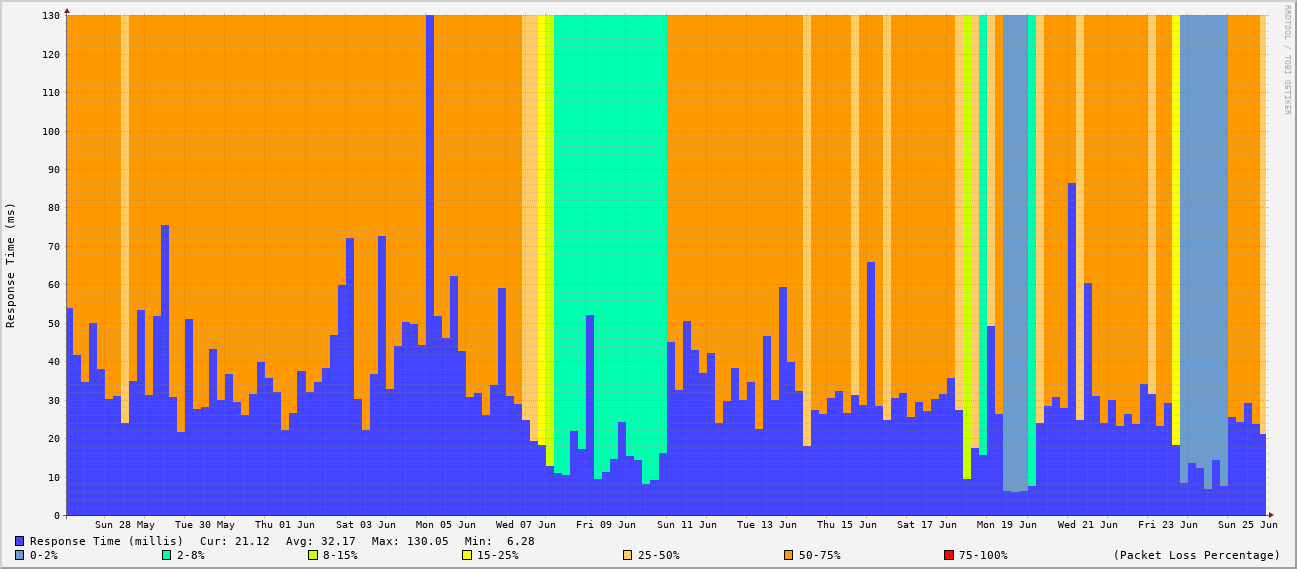 RRDTOOL / TOBI OETIKER
Response Time (ms)
130
120
110
100
90
80
70
60
50
40
30
20
10
0
Sun 28 May Tue 30 May Thu 01 Jun Sat 03 Jun Mon 05 Jun Wed 07 Jun Fri 09 Jun Sun 11 Jun Tue 13 Jun Thu 15 Jun Sat 17 Jun Mon 19 Jun Wed 21 Jun Fri 23 Jun Sun 25 Jun
Response Time (millis) Cur: 21.12 Avg: 32.17 Max: 130.05 Min: 6.28
0-2% 2-8% 8-15% 15-25% 25-50% 50-75% 75-100% (Packet Loss Percentage)